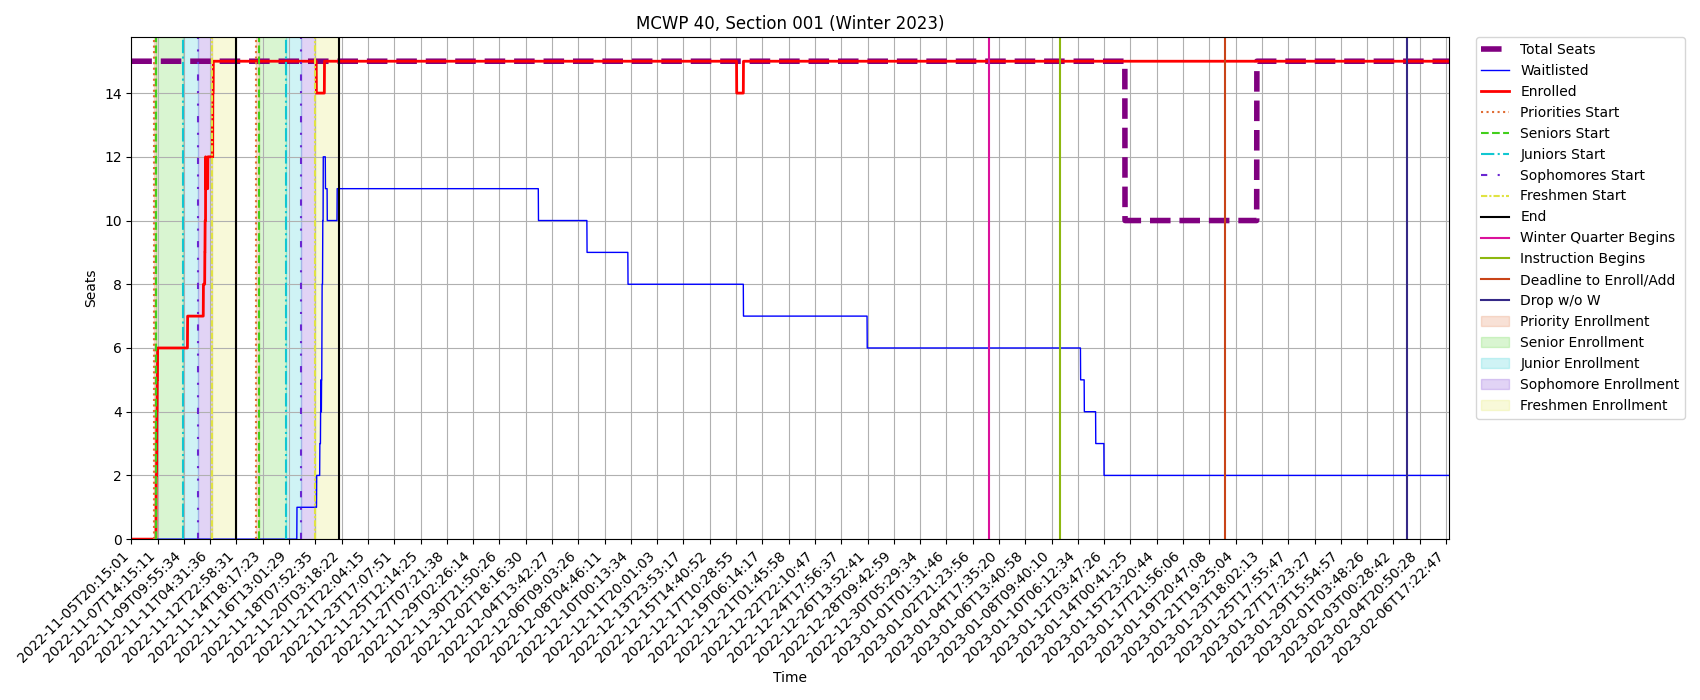 MCWP 40, Section 001 (Winter 2023)
Seats
14
12
10
8
6
4
2
0
2022-11-05T20:15:01
2022-11-07T14:15:11
2022-11-09T09:55:34
2022-11-11T04:31:36
2022-11-12T22:58:31
2022-11-14T18:17:23
2022-11-16T13:01:29
2022-11-18T07:52:35
2022-11-20T03:18:22
2022-11-21T22:04:15
2022-11-23T17:07:51
2022-11-25T12:14:25
2022-11-27T07:21:38
2022-11-29T02:26:14
2022-11-30T21:50:26
2022-12-02T18:16:30
2022-12-04T13:42:27
2022-12-06T09:03:26
2022-12-08T04:46:11
2022-12-10T00:13:34
2022-12-11T20:01:03
2022-12-13T23:53:17
2022-12-15T14:40:52
2022-12-17T10:28:55
2022-12-19T06:14:17
2022-12-21T01:45:58
2022-12-22T22:10:47
2022-12-24T17:56:37
2022-12-26T13:52:41
2022-12-28T09:42:59
2022-12-30T05:29:34
2023-01-01T01:31:46
2023-01-02T21:23:56
2023-01-04T17:35:20
2023-01-06T13:40:58
2023-01-08T09:40:10
2023-01-10T06:12:34
2023-01-12T03:47:26
2023-01-14T00:41:25
2023-01-15T23:20:44
2023-01-17T21:56:06
2023-01-19T20:47:08
2023-01-21T19:25:04
2023-01-23T18:02:13
2023-01-25T17:55:47
2023-01-27T17:23:27
2023-01-29T15:54:57
2023-02-01T03:48:26
2023-02-03T00:28:42
2023-02-04T20:50:28
2023-02-06T17:22:47
Time
Total Seats
Waitlisted
Enrolled
Priorities Start
Seniors Start
Juniors Start
Sophomores Start
Freshmen Start
End
Winter Quarter Begins
Instruction Begins
Deadline to Enroll/Add
Drop w/o W
Priority Enrollment
Senior Enrollment
Junior Enrollment
Sophomore Enrollment
Freshmen Enrollment